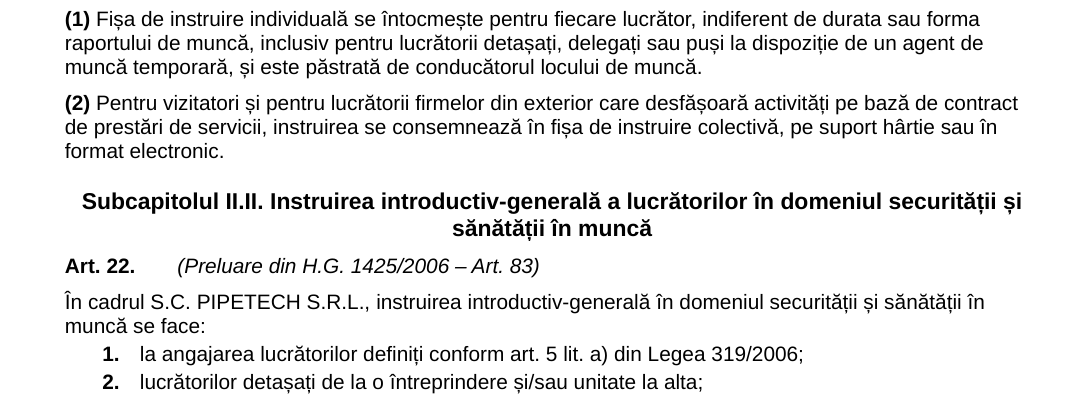 (1) Fișa de instruire individuală se întocmește pentru fiecare lucrător, indiferent de durata sau forma
raportului de muncă, inclusiv pentru lucrătorii detașați, delegați sau puși la dispoziție de un agent de
muncă temporară, și este păstrată de conducătorul locului de muncă.
(2) Pentru vizitatori și pentru lucrătorii firmelor din exterior care desfășoară activități pe bază de contract
de prestări de servicii, instruirea se consemnează în fișa de instruire colectivă, pe suport hârtie sau în
format electronic.
Subcapitolul II.II. Instruirea introductiv-generală a lucrătorilor în domeniul securității și
sănătății în muncă
Art. 22. (Preluare din H.G. 1425/2006 – Art. 83)
În cadrul S.C. PIPETECH S.R.L., instruirea introductiv-generală în domeniul securității și sănătății în
muncă se face:
1. la angajarea lucrătorilor definiți conform art. 5 lit. a) din Legea 319/2006;
2. lucrătorilor detașați de la o întreprindere și/sau unitate la alta;